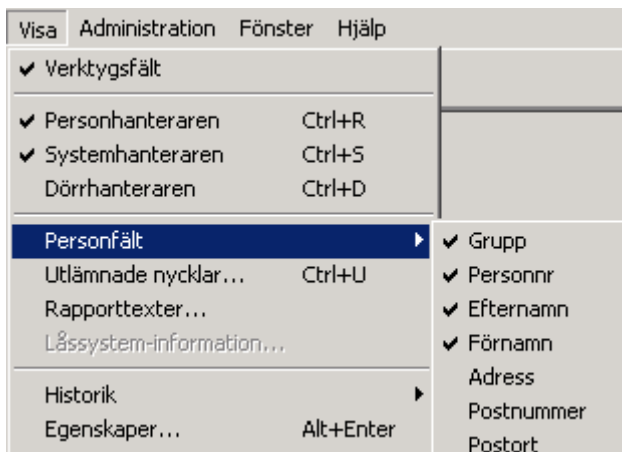 Visa Administration Fönster Hjälp
Verktygsfält
Personhanteraren Ctrl+R
Systemhanteraren Ctrl+S
Dörrhanteraren Ctrl+D
Personfält
Utlämnade nycklar... Ctrl+U
Rapporttexter...
Låssystem-information...
Historik
Egenskaper... Alt+Enter
Grupp
Personnr
Efternamn
Förnamn
Adress
Postnummer
Postort